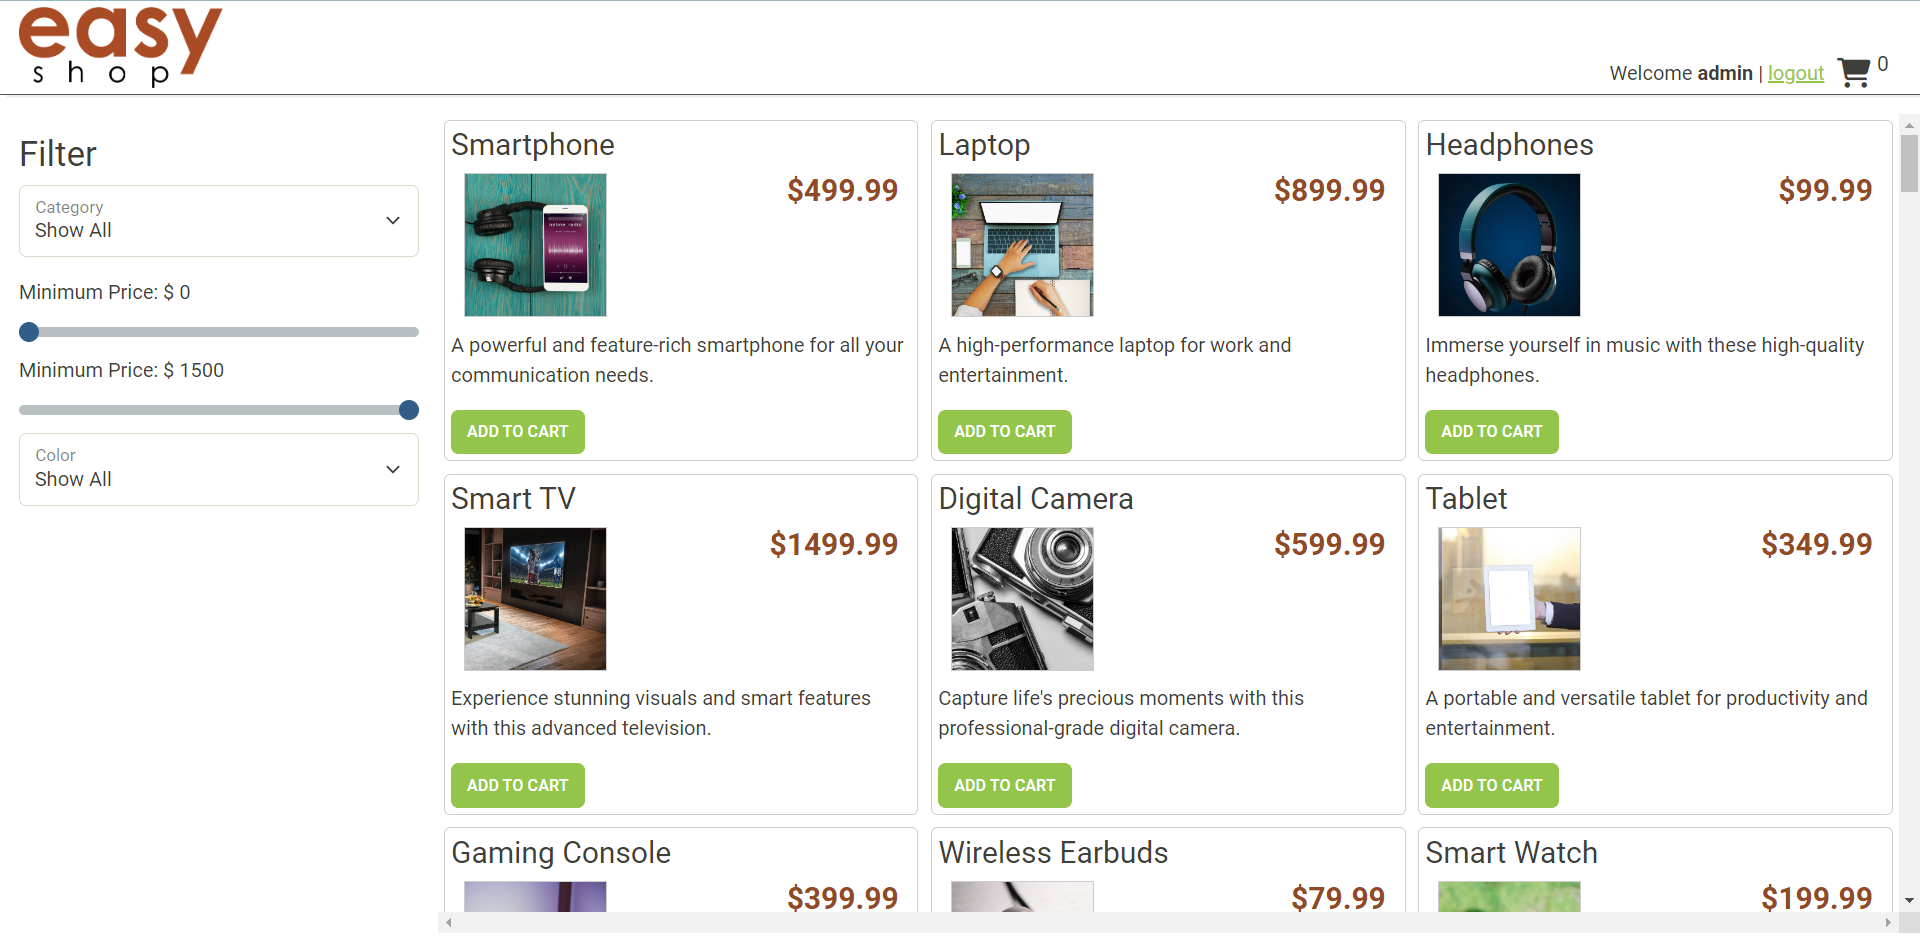 easy
shop
Welcome admin | logout
0
Filter
Category
Show All
Minimum Price: $ 0
Minimum Price: $ 1500
Color
Show All
Smartphone
$499.99
online radio
A powerful and feature-rich smartphone for all your
communication needs.
ADD TO CART
Laptop
$899.99
A high-performance laptop for work and
entertainment.
ADD TO CART
Headphones
$99.99
Immerse yourself in music with these high-quality
headphones.
ADD TO CART
Smart TV
$1499.99
Experience stunning visuals and smart features
with this advanced television.
ADD TO CART
Digital Camera
$599.99
Capture life's precious moments with this
professional-grade digital camera.
ADD TO CART
Tablet
$349.99
A portable and versatile tablet for productivity and
entertainment.
ADD TO CART
Gaming Console
$399.99
Wireless Earbuds
$79.99
Smart Watch
$199.99